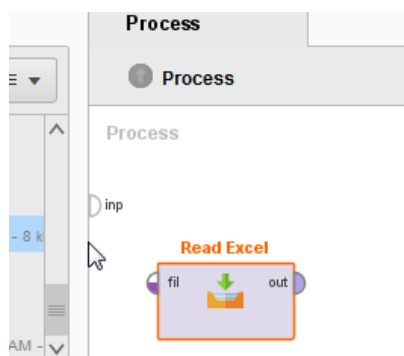 Process
Process
Process
inp
- 8 k
Read Excel
fil
out
AM -